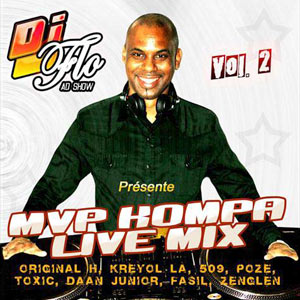 Dj
Flo
AD SHOW
Vol. 2
Présente
MVP KOMPA
LIVE MIX
ORIGINAL H, KREYOL LA, 509, POZE,
TOXIC, DAAN JUNIOR, FASIL, ZENGLEN